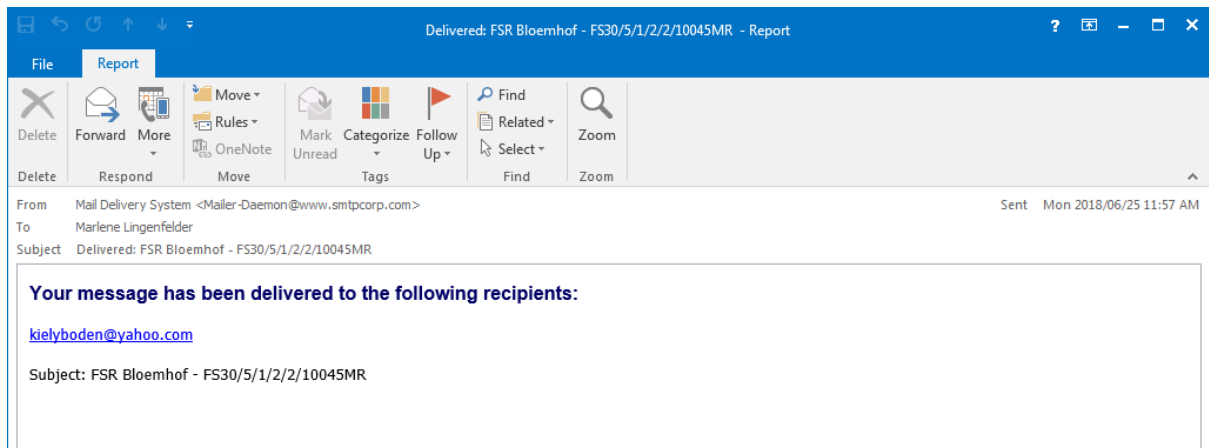 Delivered: FSR Bloemhof - FS30/5/1/2/2/10045MR - Report
File Report
Delete
Forward
More
Move
Rules
OneNote
Mark Unread
Categorize
Follow Up
Find
Related
Select
Zoom
Delete Respond Move Tags Find Zoom
From Mail Delivery System <Mailer-Daemon@www.smtpcorp.com> Sent Mon 2018/06/25 11:57 AM
To Marlene Lingenfelder
Subject Delivered: FSR Bloemhof - FS30/5/1/2/2/10045MR
Your message has been delivered to the following recipients:
kielyboden@yahoo.com
Subject: FSR Bloemhof - FS30/5/1/2/2/10045MR